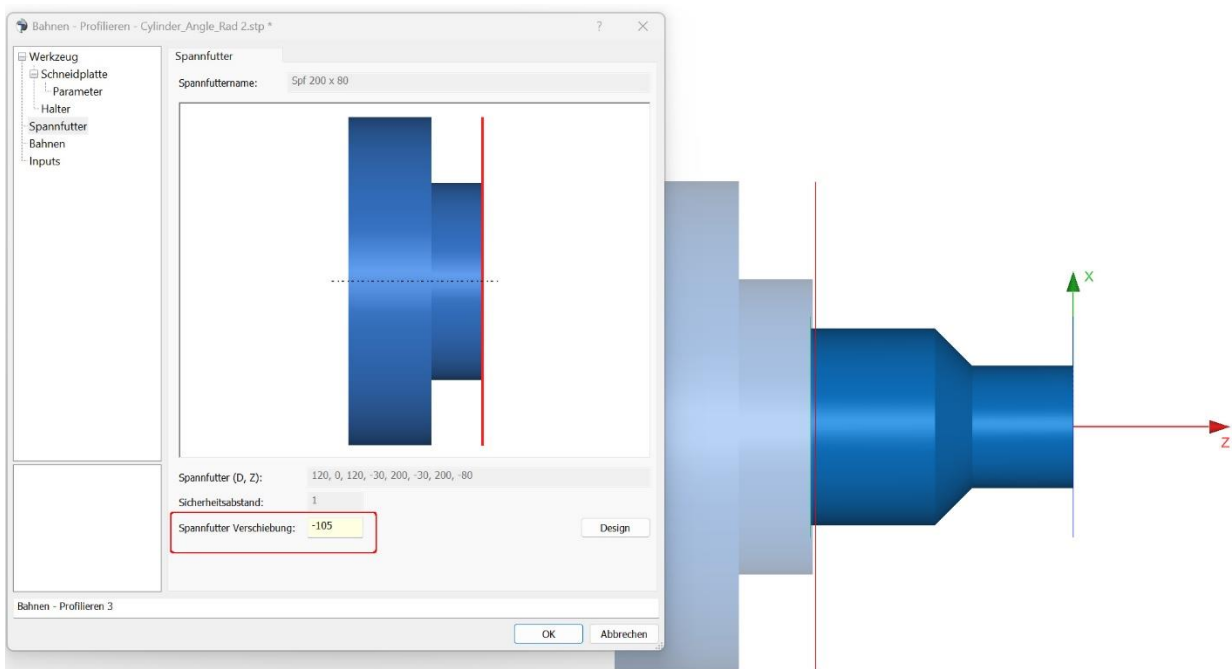 Bahnen - Profilieren - Cylinder_Angle_Rad 2.stp *
?
Werkzeug
Schneidplatte
Parameter
Halter
Spannfutter
Bahnen
Inputs
Spannfutter
Spannfuttername: Spf 200 x 80
Spannfutter (D, Z): 120, 0, 120, -30, 200, -30, 200, -80
Sicherheitsabstand: 1
Spannfutter Verschiebung: -105
Design
Bahnen - Profilieren 3
OK Abbrechen
X
Z